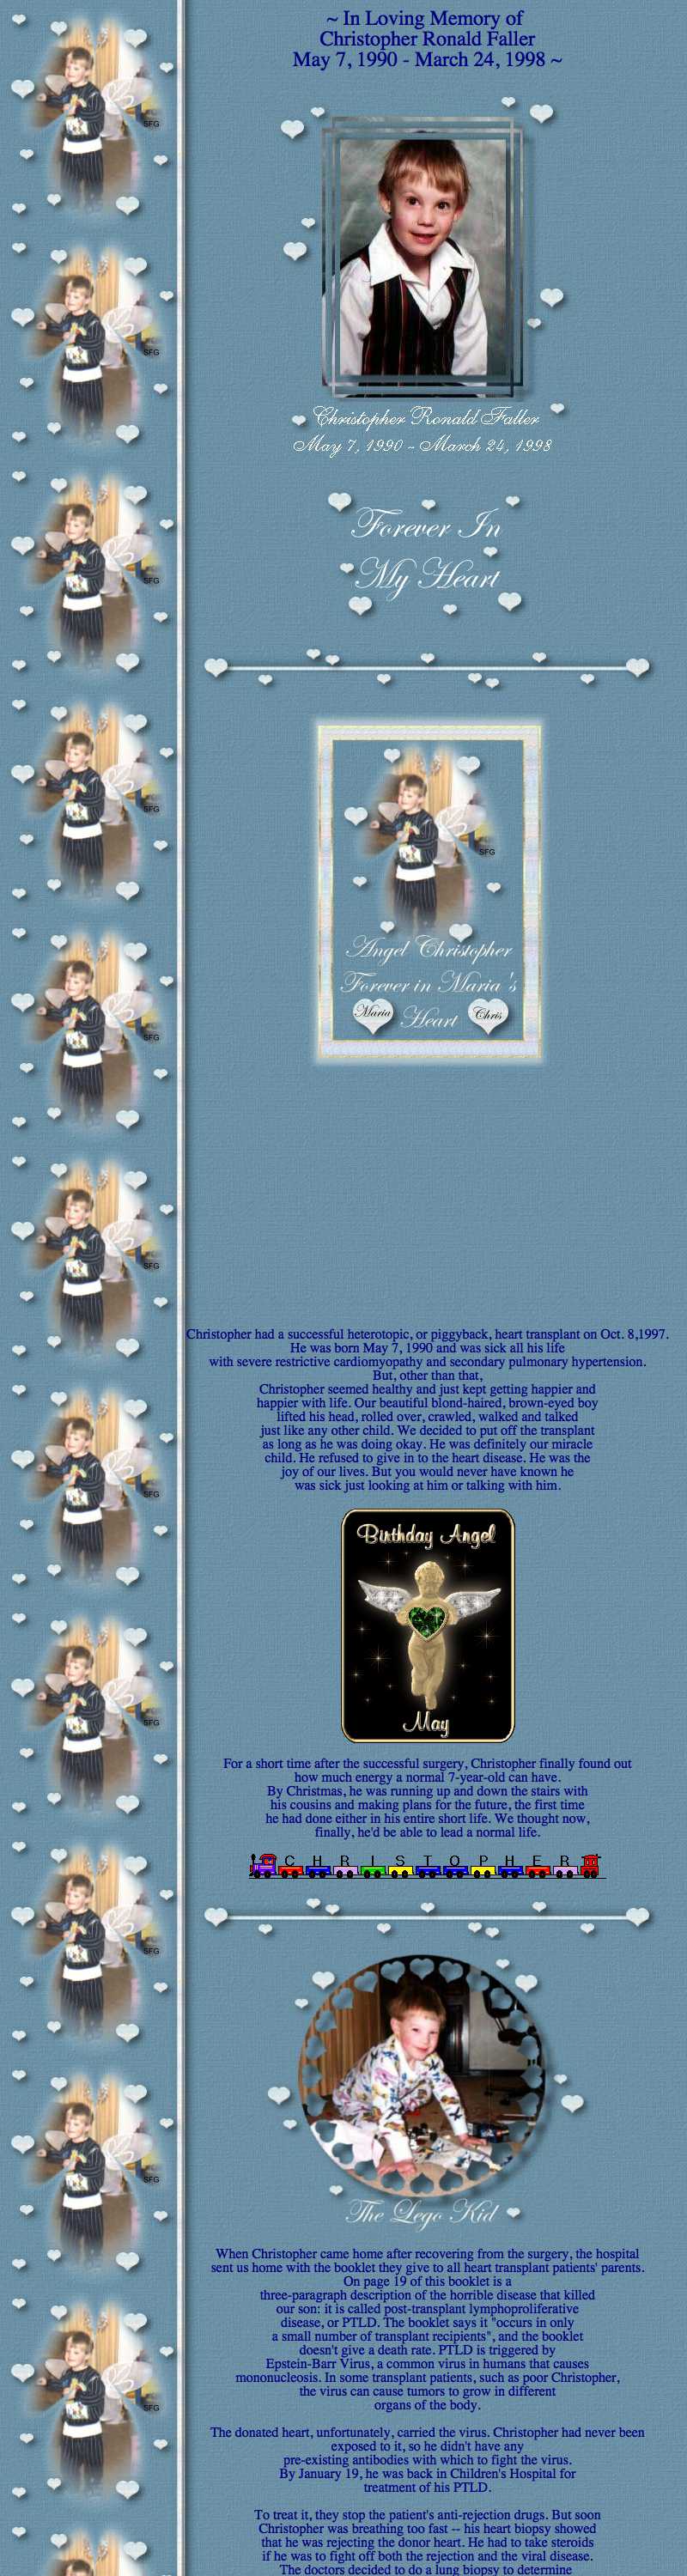 ~ In Loving Memory of
Christopher Ronald Faller
May 7, 1990 - March 24, 1998 ~
SFG
Christopher Ronald Faller
May 7, 1990 - March 24, 1998
Forever In
My Heart
SFG
SFG
SFG
SFG
Angel Christopher
Forever in Maria's
Maria Heart Chris
SFG
SFG
Christopher had a successful heterotopic, or piggyback, heart transplant on Oct. 8,1997.
He was born May 7, 1990 and was sick all his life
with severe restrictive cardiomyopathy and secondary pulmonary hypertension.
But, other than that,
Christopher seemed healthy and just kept getting happier and
happier with life. Our beautiful blond-haired, brown-eyed boy
lifted his head, rolled over, crawled, walked and talked
just like any other child. We decided to put off the transplant
as long as he was doing okay. He was definitely our miracle
child. He refused to give in to the heart disease. He was the
joy of our lives. But you would never have known he
was sick just looking at him or talking with him.
SFG
Birthday Angel
May
SFG
For a short time after the successful surgery, Christopher finally found out
how much energy a normal 7-year-old can have.
By Christmas, he was running up and down the stairs with
his cousins and making plans for the future, the first time
he had done either in his entire short life. We thought now,
finally, he'd be able to lead a normal life.
CHRISTOPHER
SFG
SFG
The Lego Kid
When Christopher came home after recovering from the surgery, the hospital
sent us home with the booklet they give to all heart transplant patients' parents.
On page 19 of this booklet is a
three-paragraph description of the horrible disease that killed
our son: it is called post-transplant lymphoproliferative
disease, or PTLD. The booklet says it "occurs in only
a small number of transplant recipients", and the booklet
doesn't give a death rate. PTLD is triggered by
Epstein-Barr Virus, a common virus in humans that causes
mononucleosis. In some transplant patients, such as poor Christopher,
the virus can cause tumors to grow in different
organs of the body.
SFG
The donated heart, unfortunately, carried the virus. Christopher had never been
exposed to it, so he didn't have any
pre-existing antibodies with which to fight the virus.
By January 19, he was back in Children's Hospital for
treatment of his PTLD.
To treat it, they stop the patient's anti-rejection drugs. But soon
Christopher was breathing too fast -- his heart biopsy showed
that he was rejecting the donor heart. He had to take steroids
if he was to fight off both the rejection and the viral disease.
The doctors decided to do a lung biopsy to determine